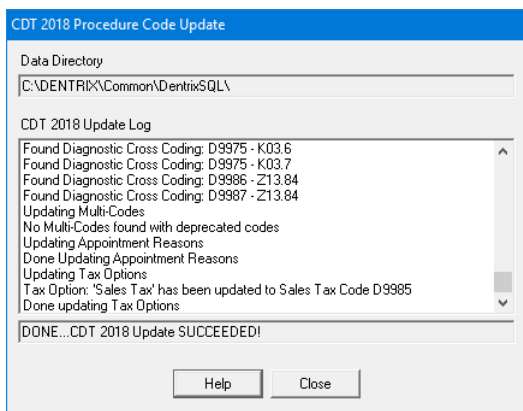 CDT 2018 Procedure Code Update
Data Directory
C:\DENTRIX\Common\DentrixSQL\
CDT 2018 Update Log
Found Diagnostic Cross Coding: D9975 - K03.6
Found Diagnostic Cross Coding: D9975 - K03.7
Found Diagnostic Cross Coding: D9986 - Z13.84
Found Diagnostic Cross Coding: D9987 - Z13.84
Updating Multi-Codes
No Multi-Codes found with deprecated codes
Updating Appointment Reasons
Done Updating Appointment Reasons
Updating Tax Options
Tax Option: 'Sales Tax' has been updated to Sales Tax Code D9985
Done updating Tax Options
DONE...CDT 2018 Update SUCCEEDED!
Help
Close